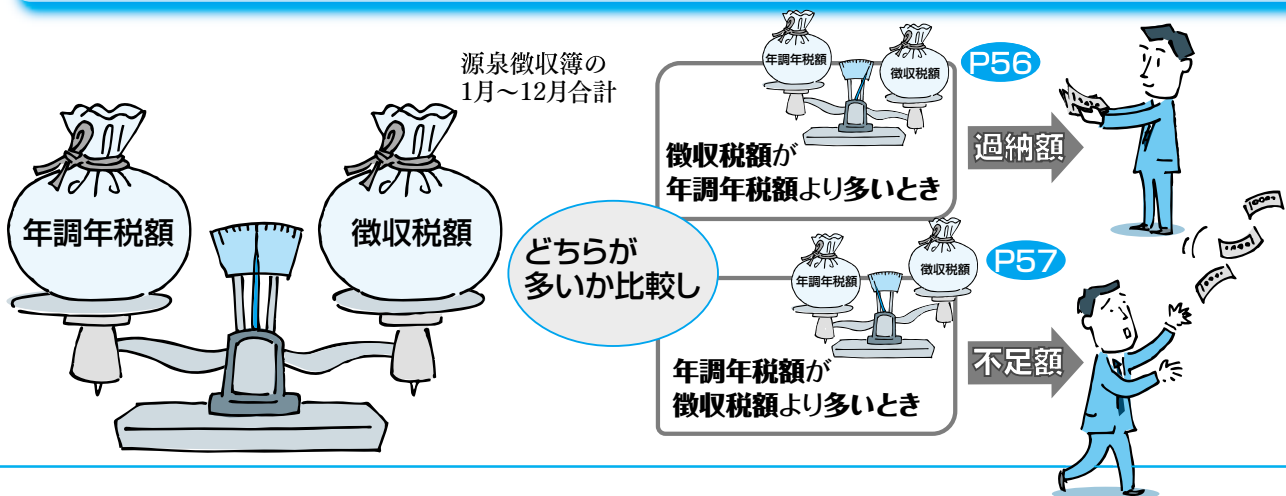 源泉徴収簿の
1月～12月合計
年調年税額
徴収税額
どちらが
多いか比較し
年調年税額
徴収税額
P56
徴収税額が
年調年税額より多いとき
過納額
年調年税額
徴収税額
P57
年調年税額が
徴収税額より多いとき
不足額